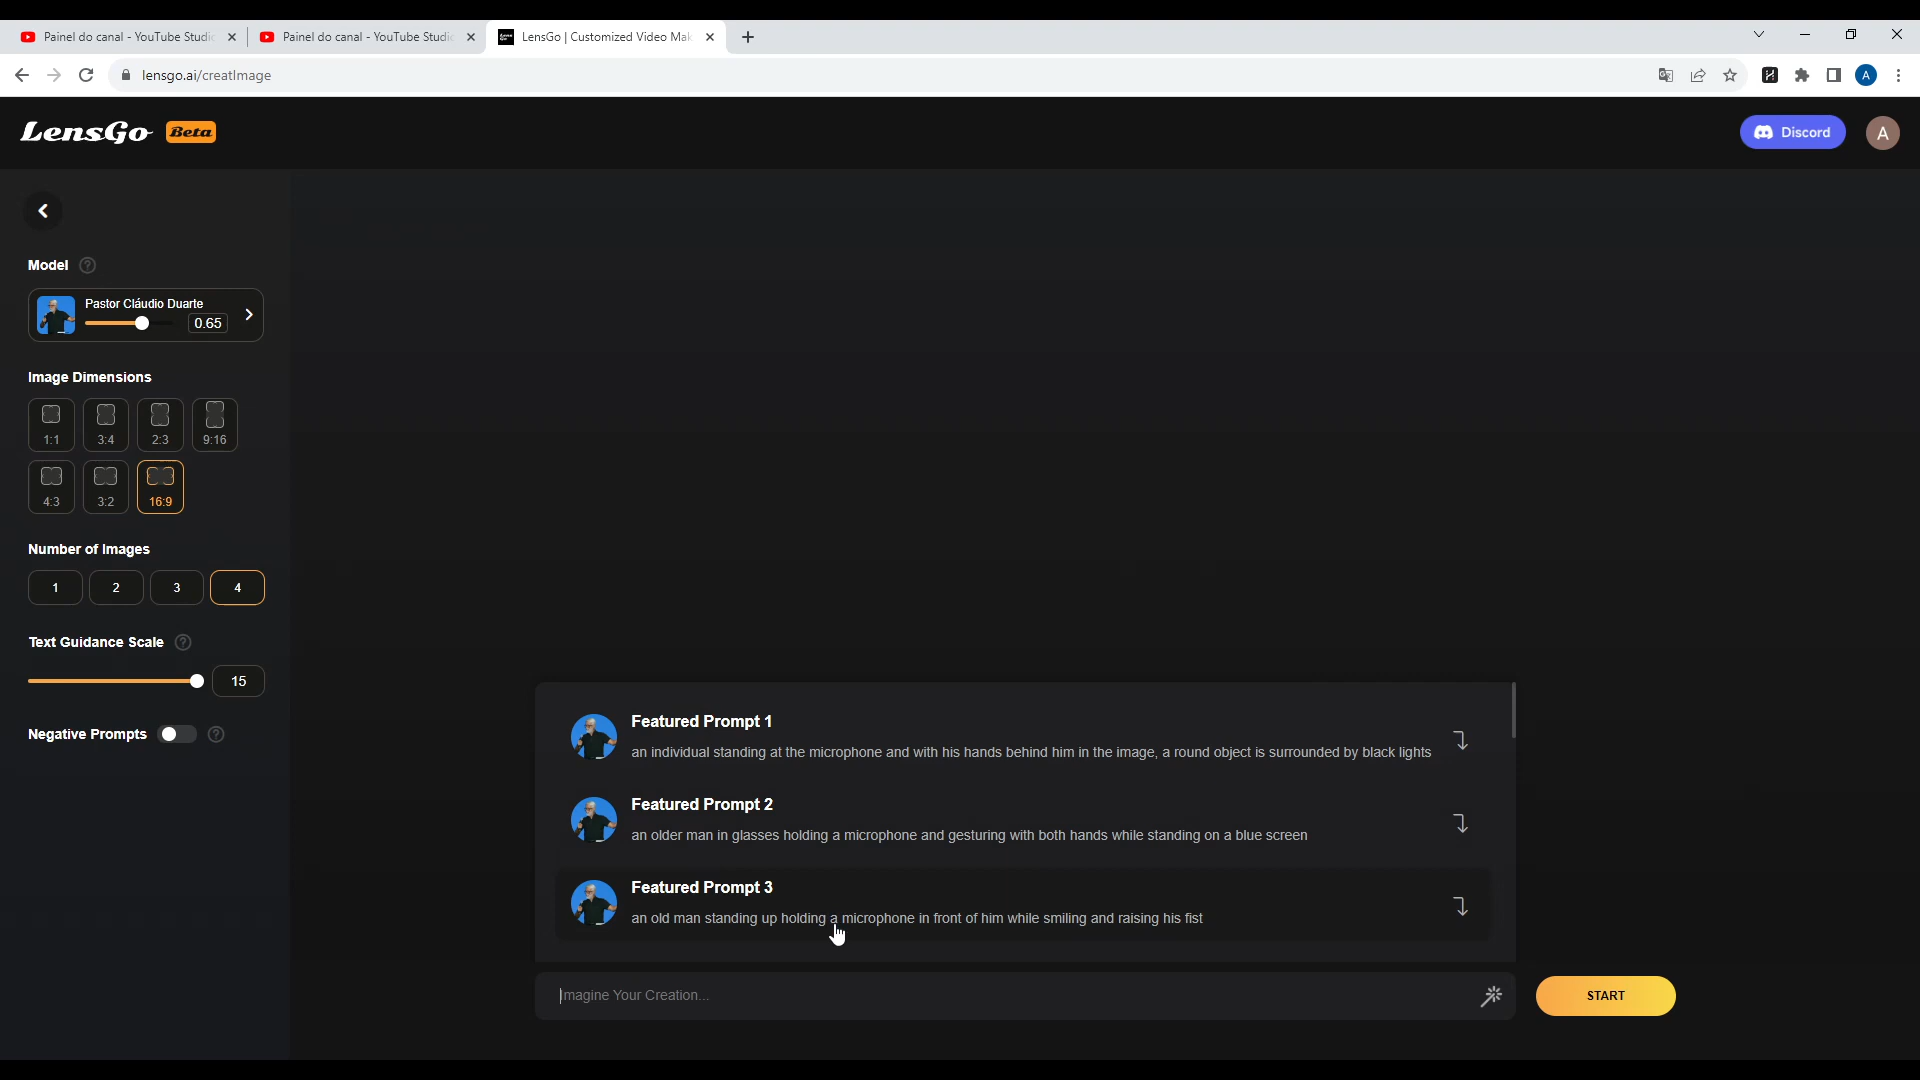 Painel do canal - YouTube Studio
Painel do canal - YouTube Studio
LensGo | Customized Video Mak
lensgo.ai/creatImage
A
LensGo Beta
Discord
A
Model
Pastor Cláudio Duarte
0.65
Image Dimensions
1:1 3:4 2:3 9:16
4:3 3:2 16:9
Number of Images
1 2 3 4
Text Guidance Scale
15
Negative Prompts
Featured Prompt 1
an individual standing at the microphone and with his hands behind him in the image, a round object is surrounded by black lights
Featured Prompt 2
an older man in glasses holding a microphone and gesturing with both hands while standing on a blue screen
Featured Prompt 3
an old man standing up holding a microphone in front of him while smiling and raising his fist
Imagine Your Creation...
START